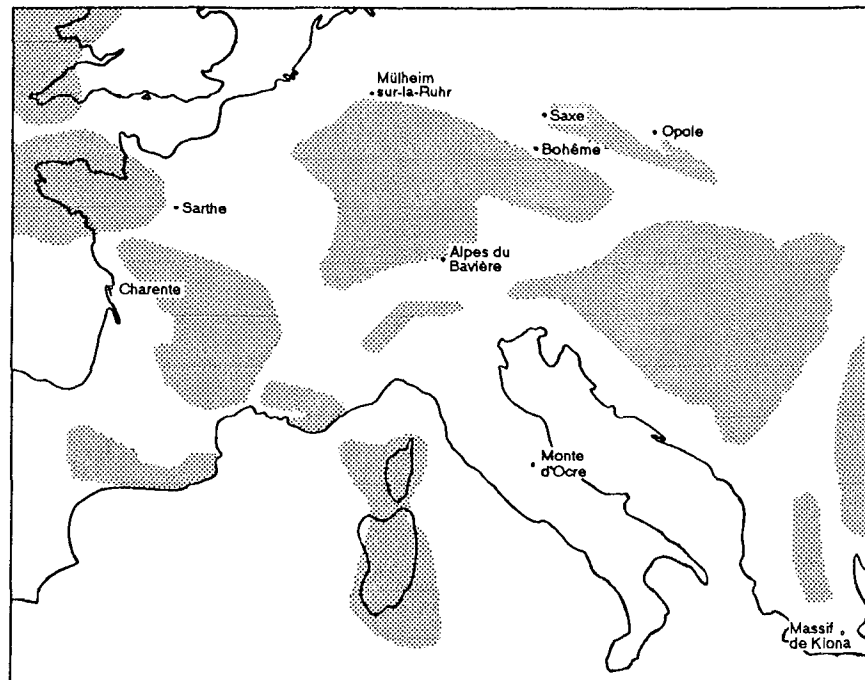 Mülheim
sur-la-Ruhr
Saxe
Opole
Bohême
Sarthe
Alpes du
Bavière
Charente
Monte
d'Ocre
Massif
de Kiona